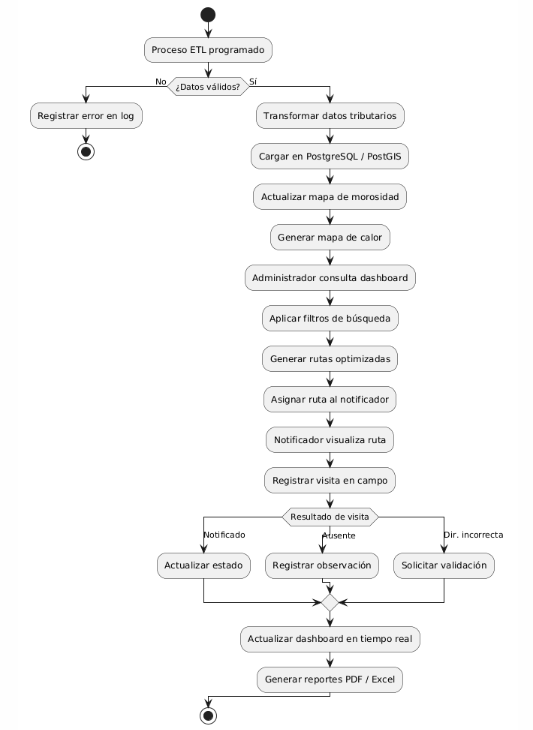 Proceso ETL programado
No
¿Datos válidos?
Sí
Registrar error en log
Transformar datos tributarios
Cargar en PostgreSQL / PostGIS
Actualizar mapa de morosidad
Generar mapa de calor
Administrador consulta dashboard
Aplicar filtros de búsqueda
Generar rutas optimizadas
Asignar ruta al notificador
Notificador visualiza ruta
Registrar visita en campo
Resultado de visita
Notificado
Ausente
Dir. incorrecta
Actualizar estado
Registrar observación
Solicitar validación
Actualizar dashboard en tiempo real
Generar reportes PDF / Excel